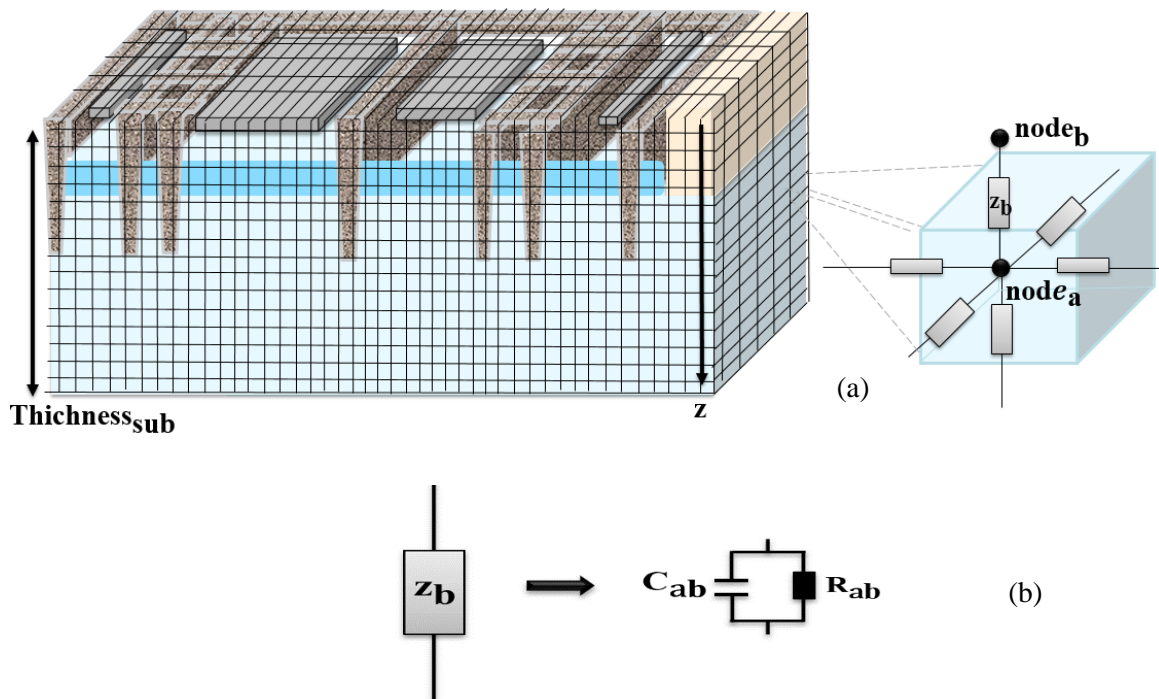 node_b
z_b
node_a
(a)
Thichness_sub
z
z_b
C_ab
R_ab
(b)